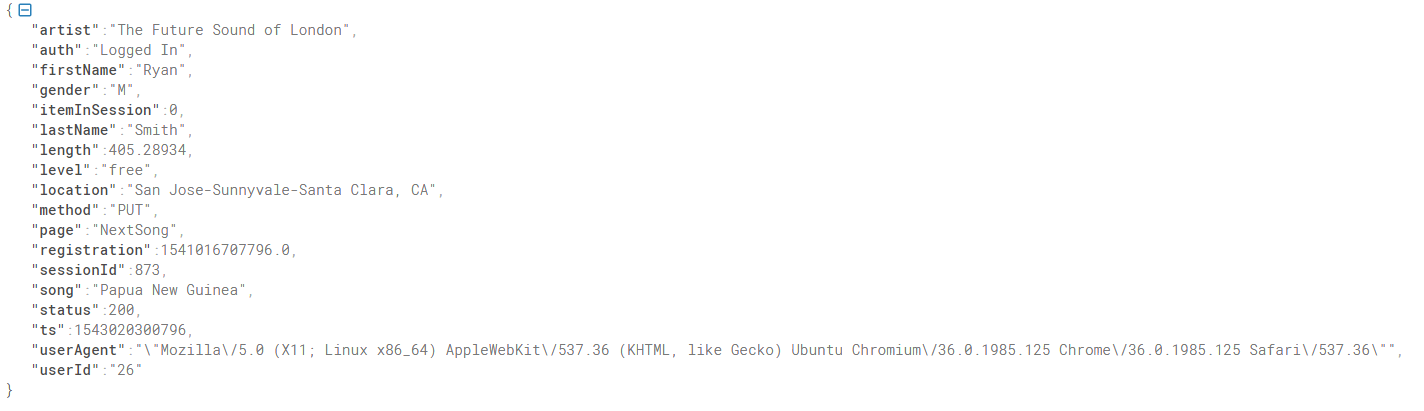 {
"artist":"The Future Sound of London",
"auth":"Logged In",
"firstName":"Ryan",
"gender":"M",
"itemInSession":0,
"lastName":"Smith",
"length":405.28934,
"level":"free",
"location":"San Jose-Sunnyvale-Santa Clara, CA",
"method":"PUT",
"page":"NextSong",
"registration":1541016707796.0,
"sessionId":873,
"song":"Papua New Guinea",
"status":200,
"ts":1543020300796,
"userAgent":"\"Mozilla\/5.0 (X11; Linux x86_64) AppleWebKit\/537.36 (KHTML, like Gecko) Ubuntu Chromium\/36.0.1985.125 Chrome\/36.0.1985.125 Safari\/537.36\"",
"userId":"26"
}